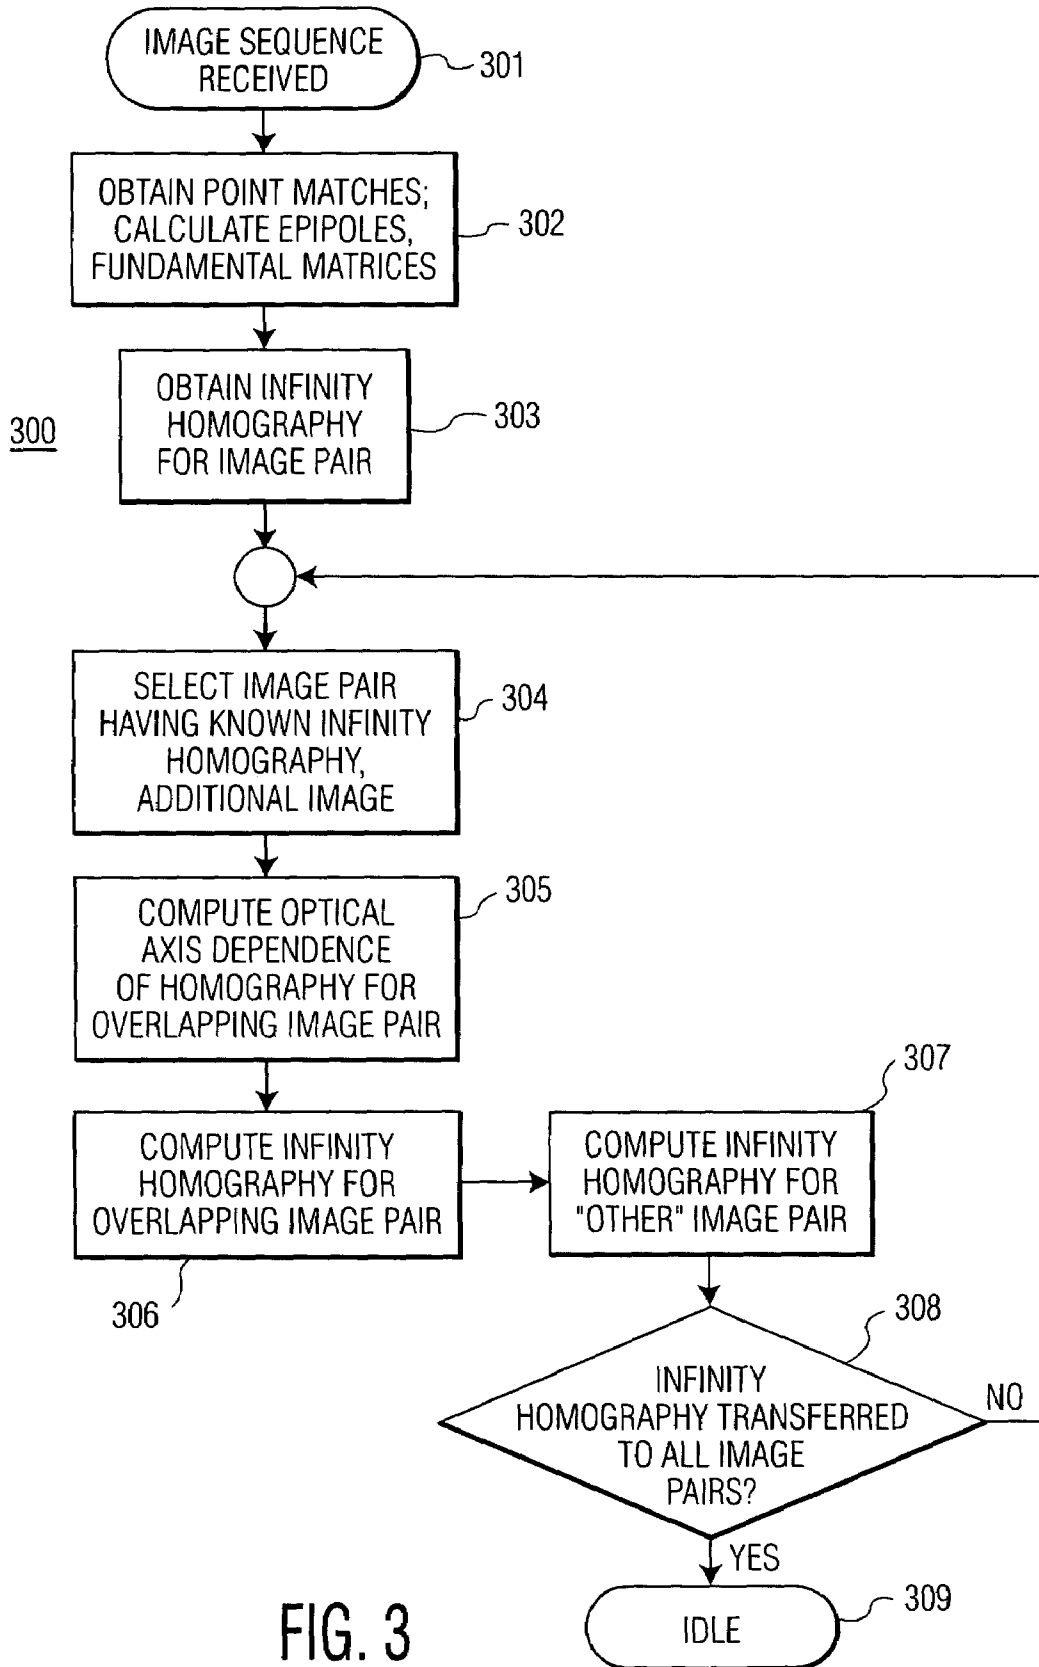 IMAGE SEQUENCE
RECEIVED
301
OBTAIN POINT MATCHES;
CALCULATE EPIPOLES,
FUNDAMENTAL MATRICES
302
OBTAIN INFINITY
HOMOGRAPHY
FOR IMAGE PAIR
303
300
SELECT IMAGE PAIR
HAVING KNOWN INFINITY
HOMOGRAPHY,
ADDITIONAL IMAGE
304
COMPUTE OPTICAL
AXIS DEPENDENCE
OF HOMOGRAPHY FOR
OVERLAPPING IMAGE PAIR
305
COMPUTE INFINITY
HOMOGRAPHY FOR
OVERLAPPING IMAGE PAIR
306
COMPUTE INFINITY
HOMOGRAPHY FOR
"OTHER" IMAGE PAIR
307
INFINITY
HOMOGRAPHY TRANSFERRED
TO ALL IMAGE
PAIRS?
308
NO
YES
IDLE
309
FIG. 3